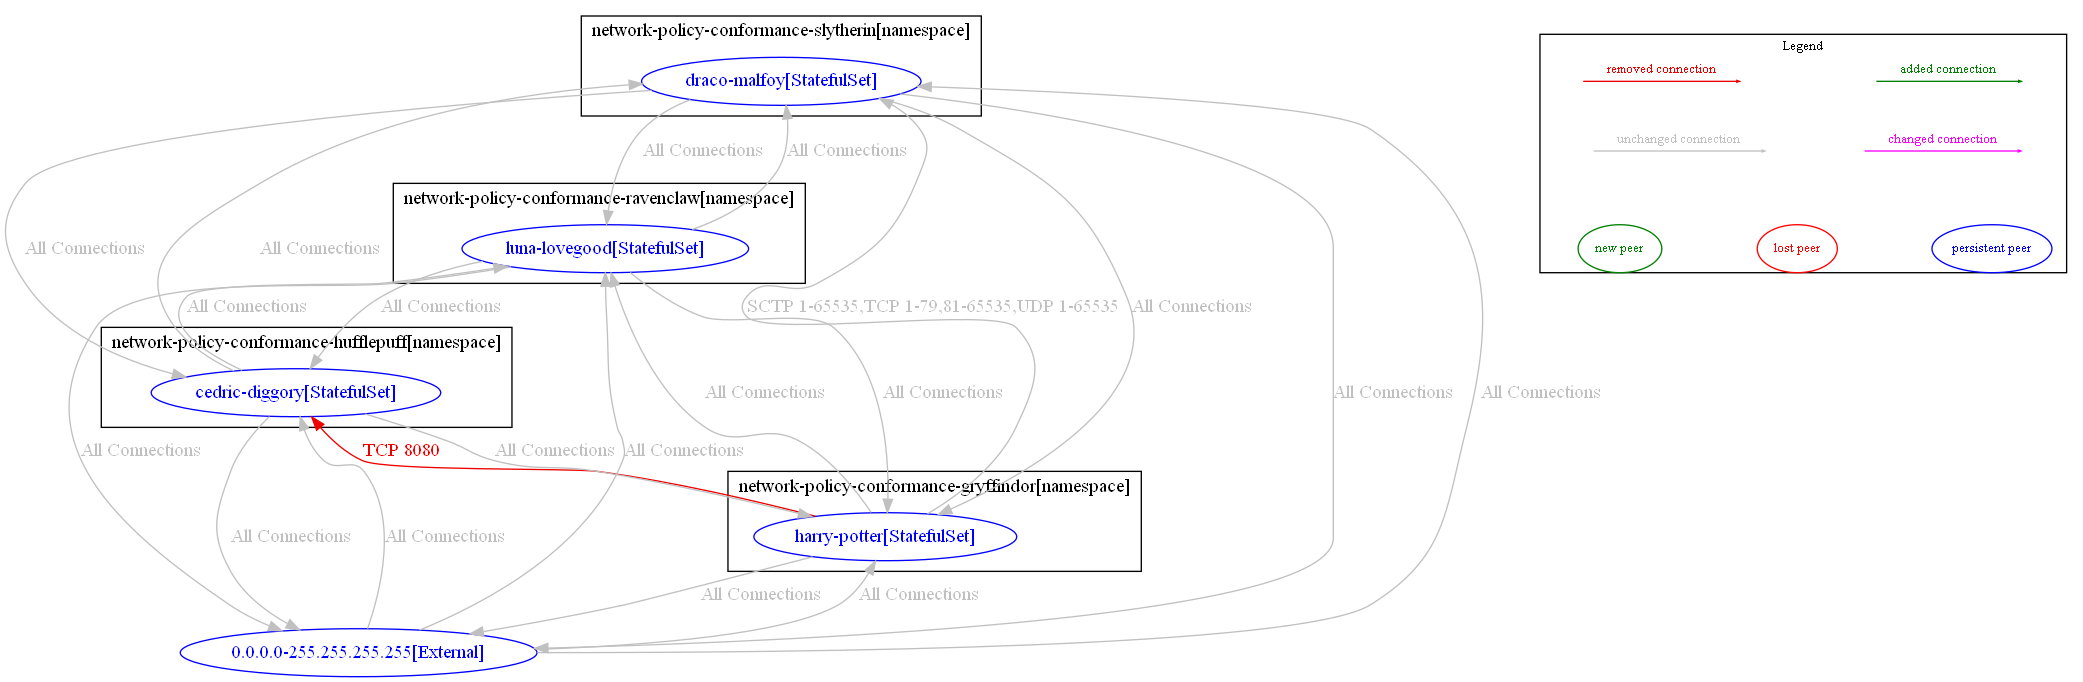 network-policy-conformance-slytherin[namespace]
draco-malfoy[StatefulSet]
All Connections
All Connections
network-policy-conformance-ravenclaw[namespace]
luna-lovegood[StatefulSet]
All Connections
All Connections
All Connections
All Connections
SCTP 1-65535,TCP 1-79,81-65535,UDP 1-65535
All Connections
network-policy-conformance-hufflepuff[namespace]
cedric-diggory[StatefulSet]
All Connections
All Connections
All Connections
All Connections
All Connections
TCP 8080
All Connections
All Connections
network-policy-conformance-gryffindor[namespace]
harry-potter[StatefulSet]
All Connections
All Connections
All Connections
All Connections
0.0.0.0-255.255.255.255[External]
Legend
removed connection
added connection
unchanged connection
changed connection
new peer
lost peer
persistent peer